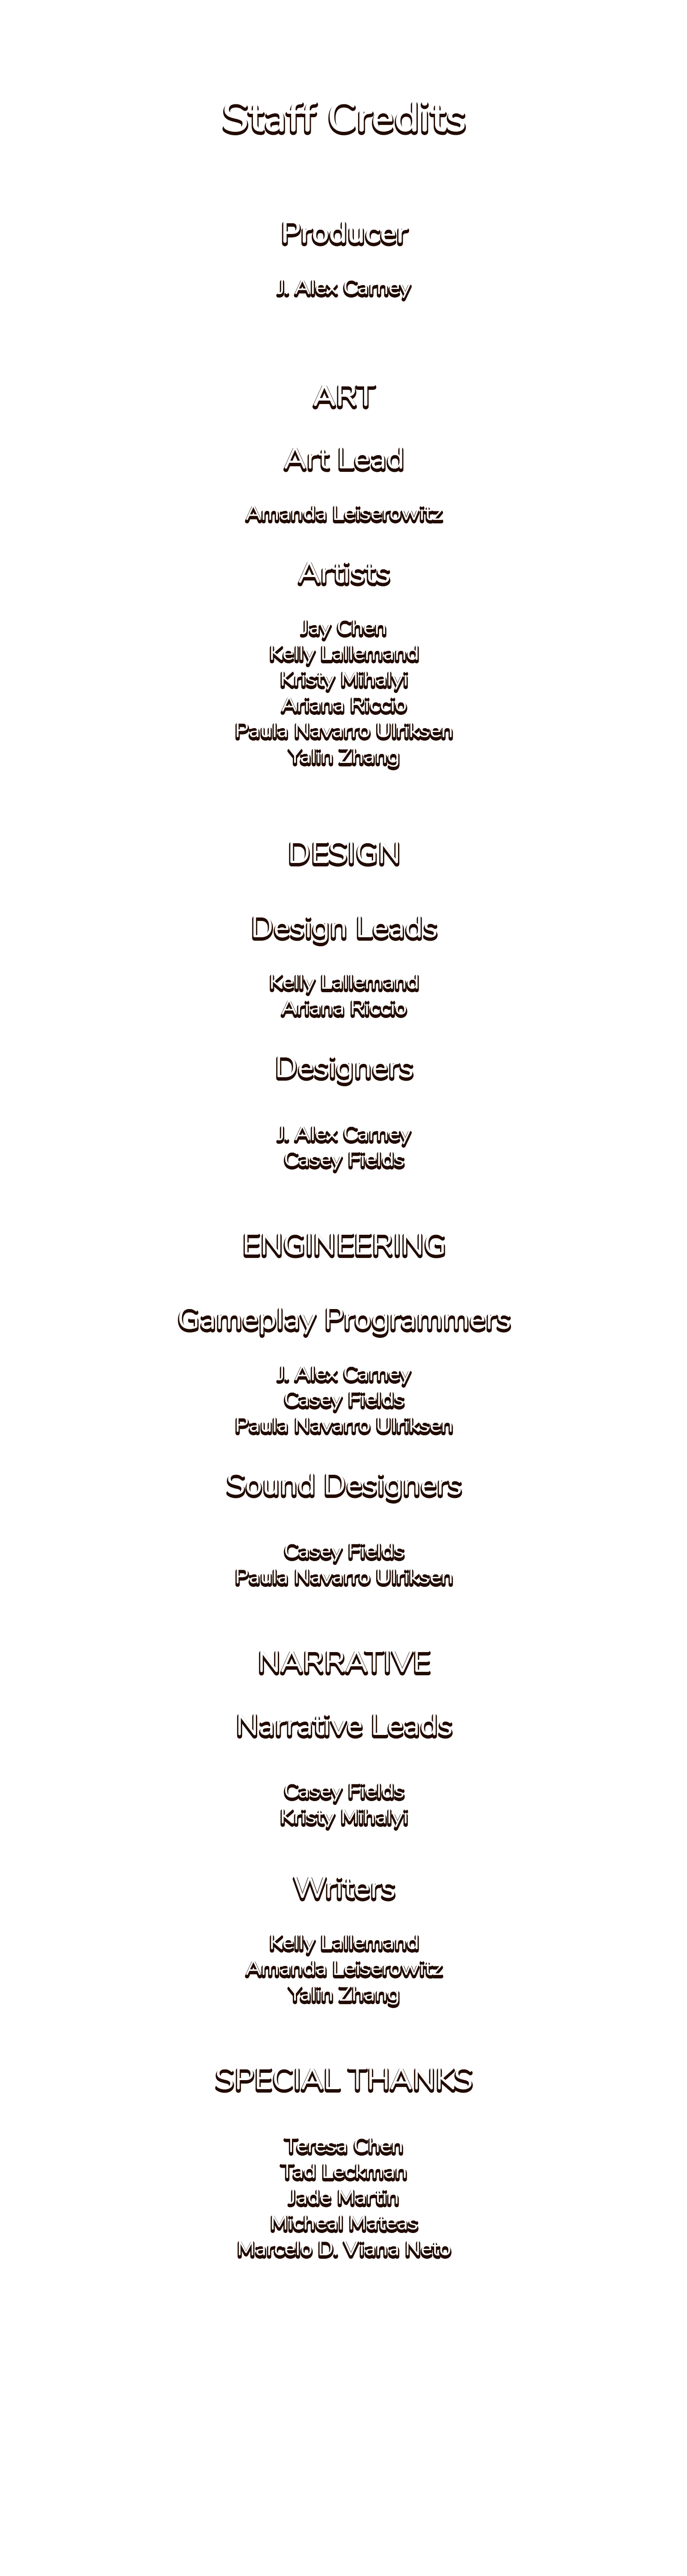 Staff Credits
Producer
J. Alex Carney
ART
Art Lead
Amanda Leiserowitz
Artists
Jay Chen
Kelly Lallemand
Kristy Mihalyi
Ariana Riccio
Paula Navarro Ulriksen
Yalin Zhang
DESIGN
Design Leads
Kelly Lallemand
Ariana Riccio
Designers
J. Alex Carney
Casey Fields
ENGINEERING
Gameplay Programmers
J. Alex Carney
Casey Fields
Paula Navarro Ulriksen
Sound Designers
Casey Fields
Paula Navarro Ulriksen
NARRATIVE
Narrative Leads
Casey Fields
Kristy Mihalyi
Writers
Kelly Lallemand
Amanda Leiserowitz
Yalin Zhang
SPECIAL THANKS
Teresa Chen
Tad Leckman
Jade Martin
Micheal Mateas
Marcelo D. Viana Neto